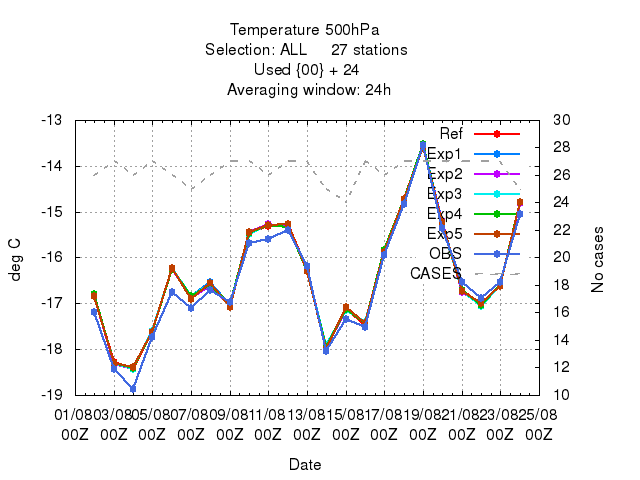 Temperature 500hPa
Selection: ALL 27 stations
Used {00} + 24
Averaging window: 24h
-13 30
Ref
28
Exp1
-14 26
Exp2
Exp3
24
-15
Exp4
22
Exp5
-16 OBS 20
CASES
18
-17
16
14
-18
12
-19 10
deg C
No cases
01/08 03/08 05/08 07/08 09/08 11/08 13/08 15/08 17/08 19/08 21/08 23/08 25/08
00Z 00Z 00Z 00Z 00Z 00Z 00Z 00Z 00Z 00Z 00Z 00Z 00Z
Date